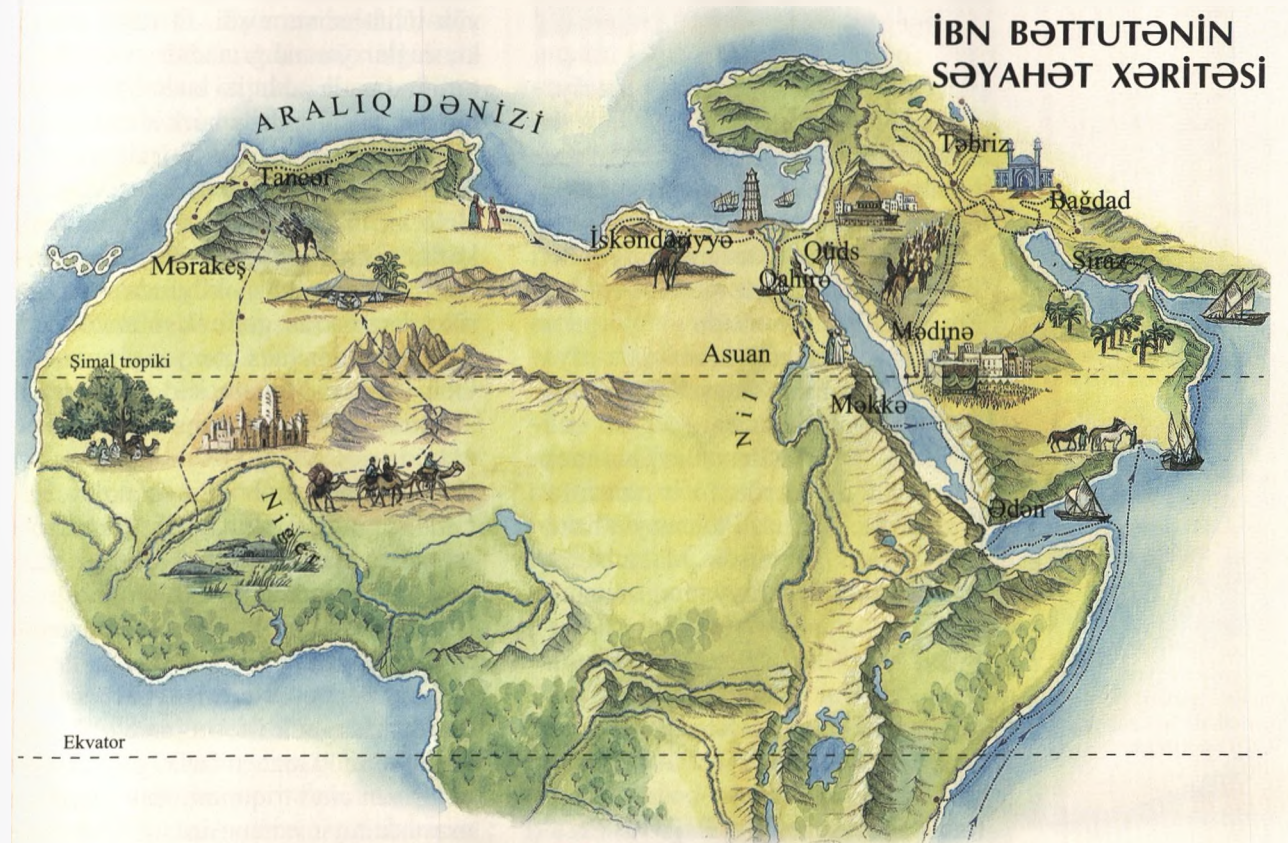 İBN BƏTTUTƏNİN
SƏYAHƏT XƏRİTƏSİ
ARALIQ DƏNİZİ
Təbriz
Tancər
Bağdad
İskəndəriyyə
Qüds
Mərakeş
Şiraz
Qahirə
Mədinə
Asuan
Şimal tropiki
Məkkə
Nil
Niger
Ədən
Ekvator